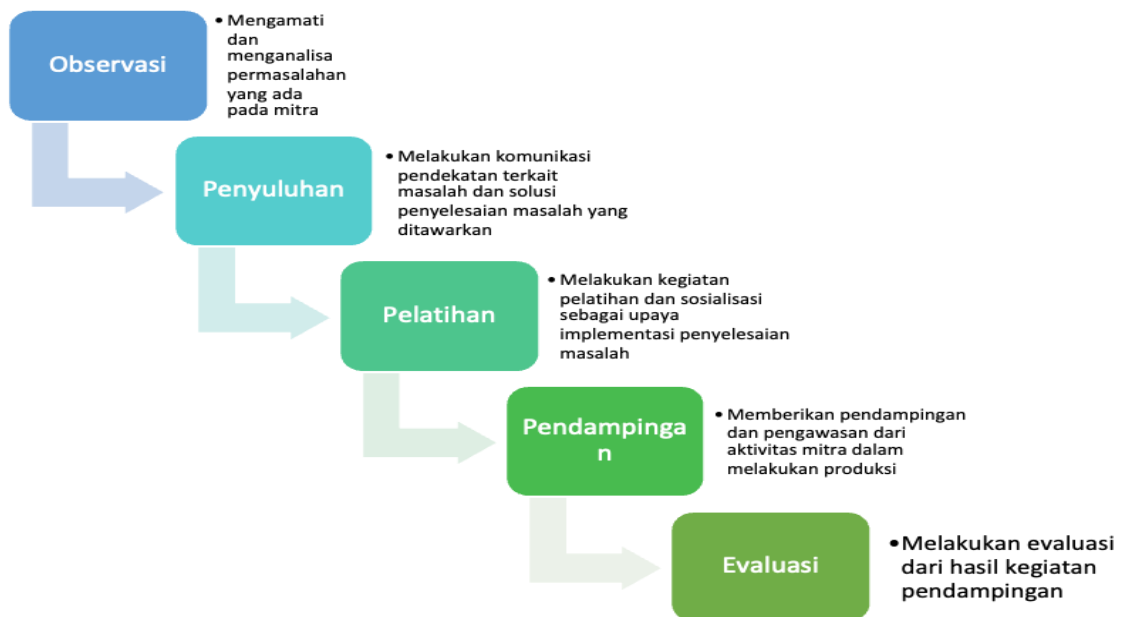 Observasi
• Mengamati
dan
menganalisa
permasalahan
yang ada
pada mitra
Penyuluhan
• Melakukan komunikasi
pendekatan terkait
masalah dan solusi
penyelesaian masalah yang
ditawarkan
Pelatihan
• Melakukan kegiatan
pelatihan dan sosialisasi
sebagai upaya
implementasi penyelesaian
masalah
Pendampinga
n
• Memberikan pendampingan
dan pengawasan dari
aktivitas mitra dalam
melakukan produksi
Evaluasi
• Melakukan evaluasi
dari hasil kegiatan
pendampingan